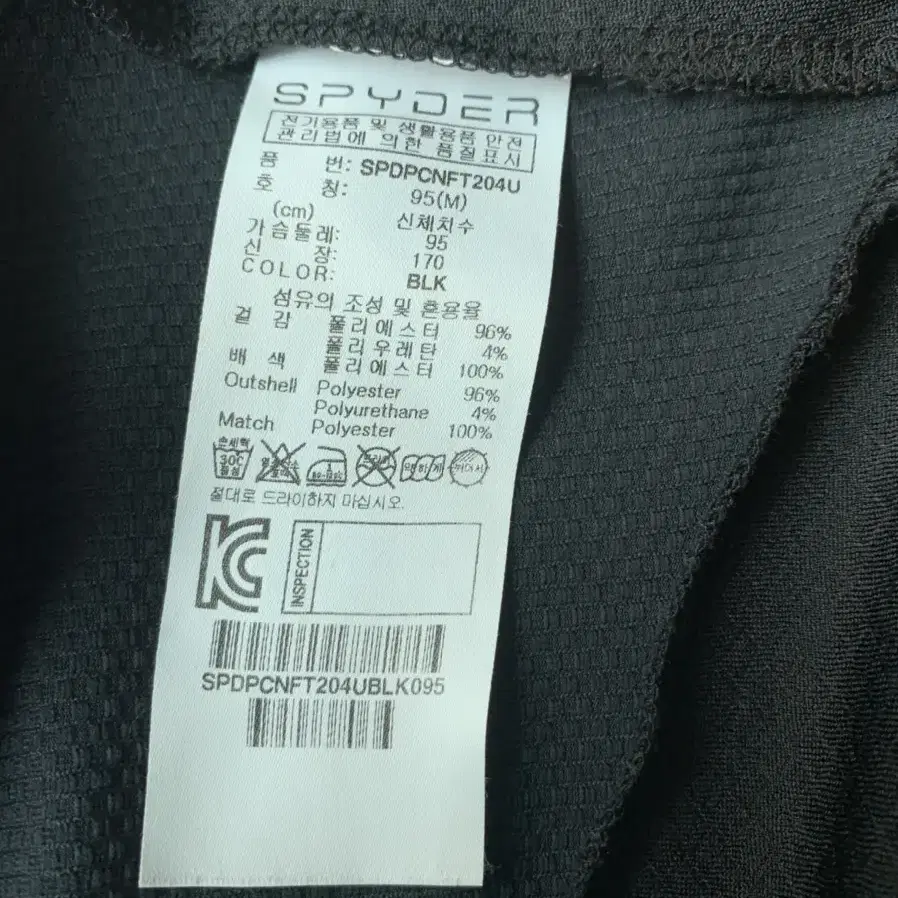 SPYDER
전기용품 및 생활용품 안전
관리법에 의한 품질표시
품 번: SPDPCNFT204U
호 칭: 95(M)
(cm) 신체치수
가슴둘레: 95
신 장: 170
COLOR: BLK
섬유의 조성 및 혼용율
겉 감 폴리에스터 96%
폴리우레탄 4%
배 색 폴리에스터 100%
Outshell Polyester 96%
Polyurethane 4%
Match Polyester 100%
손세탁
30℃
약하게
절대로 드라이하지 마십시오.
KC
INSPECTION
SPDPCNFT204UBLK095